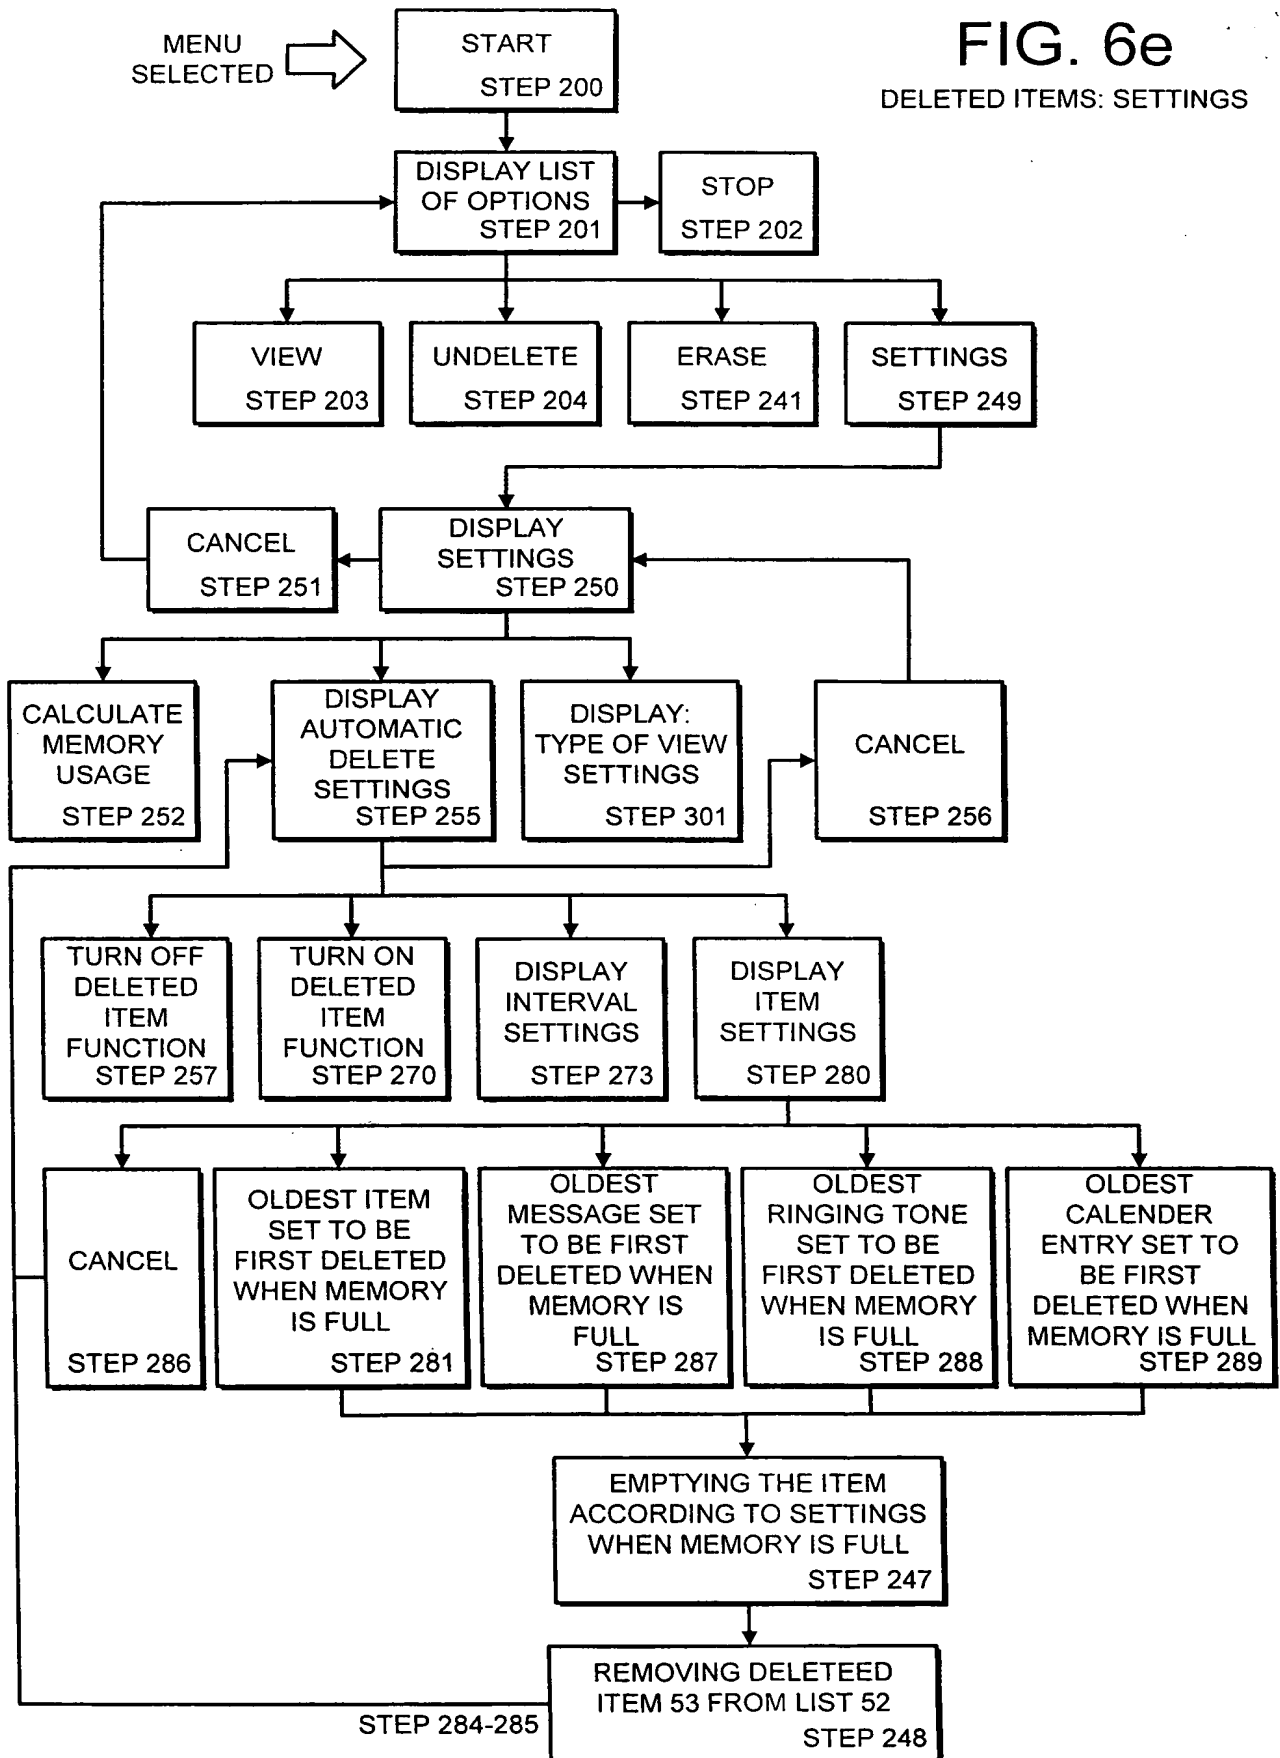 FIG. 6e
DELETED ITEMS: SETTINGS
MENU
SELECTED
START
STEP 200
DISPLAY LIST
OF OPTIONS
STEP 201
STOP
STEP 202
VIEW
STEP 203
UNDELETE
STEP 204
ERASE
STEP 241
SETTINGS
STEP 249
CANCEL
STEP 251
DISPLAY
SETTINGS
STEP 250
CALCULATE
MEMORY
USAGE
STEP 252
DISPLAY
AUTOMATIC
DELETE
SETTINGS
STEP 255
DISPLAY:
TYPE OF VIEW
SETTINGS
STEP 301
CANCEL
STEP 256
TURN OFF
DELETED
ITEM
FUNCTION
STEP 257
TURN ON
DELETED
ITEM
FUNCTION
STEP 270
DISPLAY
INTERVAL
SETTINGS
STEP 273
DISPLAY
ITEM
SETTINGS
STEP 280
CANCEL
STEP 286
OLDEST ITEM
SET TO BE
FIRST DELETED
WHEN MEMORY
IS FULL
STEP 281
OLDEST
MESSAGE SET
TO BE FIRST
DELETED WHEN
MEMORY IS
FULL
STEP 287
OLDEST
RINGING TONE
SET TO BE
FIRST DELETED
WHEN MEMORY
IS FULL
STEP 288
OLDEST
CALENDER
ENTRY SET TO
BE FIRST
DELETED WHEN
MEMORY IS FULL
STEP 289
EMPTYING THE ITEM
ACCORDING TO SETTINGS
WHEN MEMORY IS FULL
STEP 247
REMOVING DELETEED
ITEM 53 FROM LIST 52
STEP 248
STEP 284-285